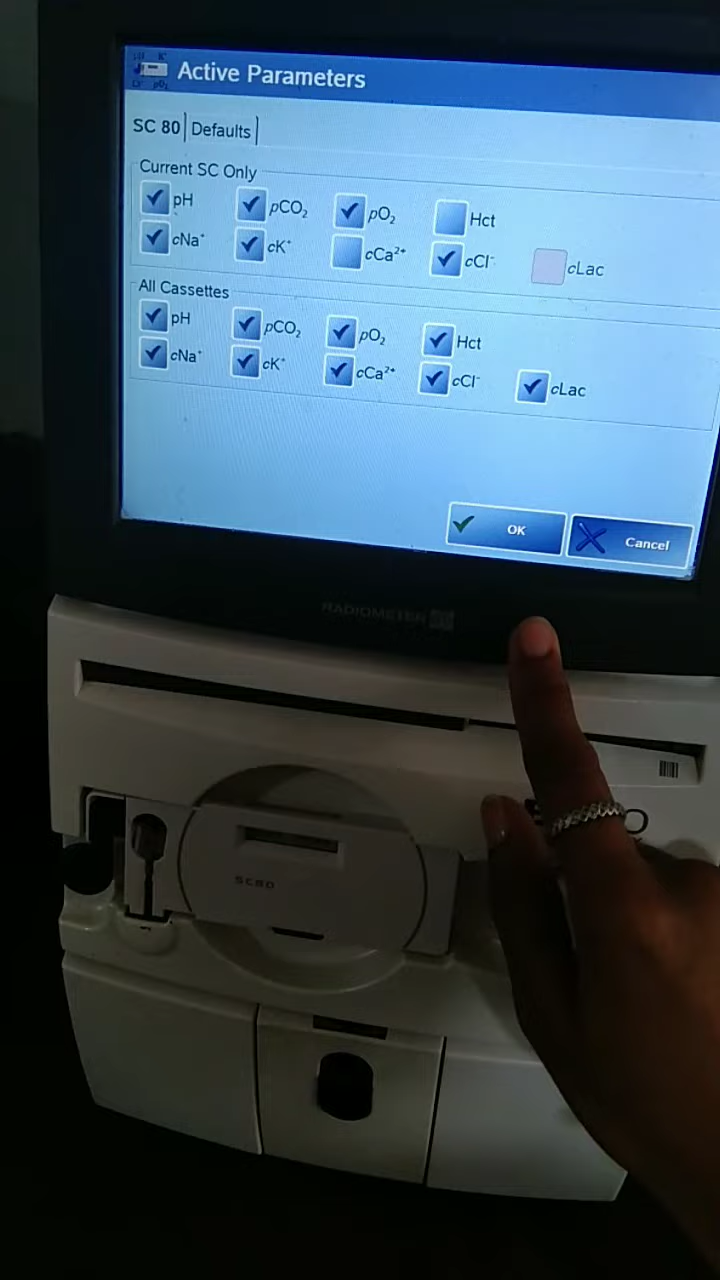 Active Parameters
SC 80 Defaults
Current SC Only
pH pCO₂ pO₂ Hct
cNa⁺ cK⁺ cCa²⁺ cCl⁻ cLac
All Cassettes
pH pCO₂ pO₂ Hct
cNa⁺ cK⁺ cCa²⁺ cCl⁻ cLac
OK Cancel
RADIOMETER
SC80